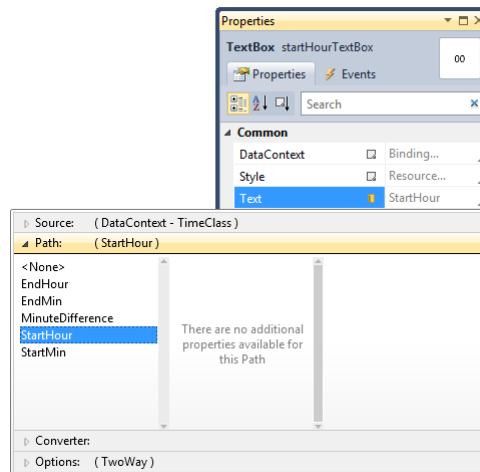 Properties
TextBox startHourTextBox
00
Properties Events
Search
Common
DataContext Binding...
Style Resource...
Text StartHour
Source: ( DataContext - TimeClass )
Path: ( StartHour )
<None>
EndHour
EndMin
MinuteDifference
StartHour
StartMin
There are no additional
properties available for
this Path
Converter:
Options: ( TwoWay )